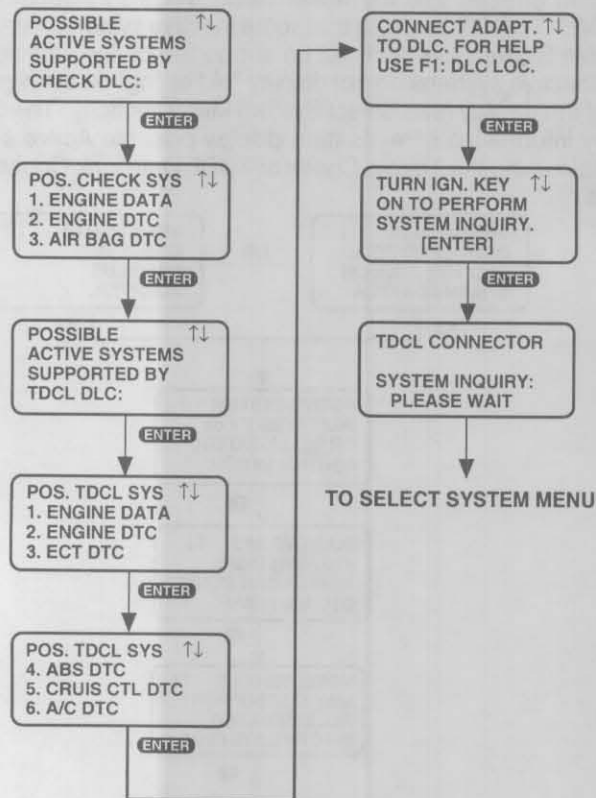 POSSIBLE ↑↓
ACTIVE SYSTEMS
SUPPORTED BY
CHECK DLC:
ENTER
POS. CHECK SYS ↑↓
1. ENGINE DATA
2. ENGINE DTC
3. AIR BAG DTC
ENTER
POSSIBLE ↑↓
ACTIVE SYSTEMS
SUPPORTED BY
TDCL DLC:
ENTER
POS. TDCL SYS ↑↓
1. ENGINE DATA
2. ENGINE DTC
3. ECT DTC
ENTER
POS. TDCL SYS ↑↓
4. ABS DTC
5. CRUIS CTL DTC
6. A/C DTC
ENTER
CONNECT ADAPT. ↑↓
TO DLC. FOR HELP
USE F1: DLC LOC.
ENTER
TURN IGN. KEY ↑↓
ON TO PERFORM
SYSTEM INQUIRY.
[ENTER]
ENTER
TDCL CONNECTOR
SYSTEM INQUIRY:
PLEASE WAIT
TO SELECT SYSTEM MENU